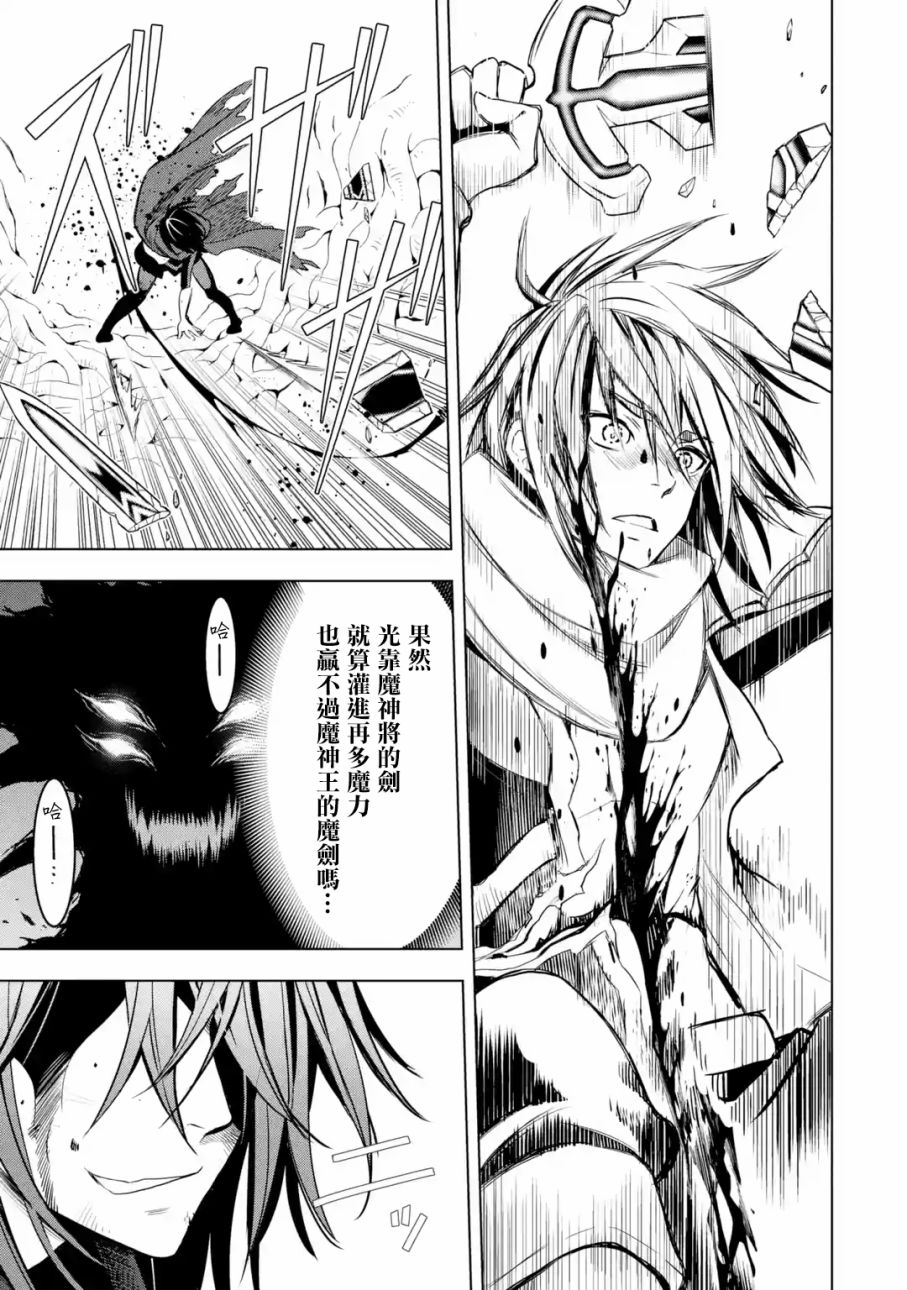 ズザザザ
果然
光靠魔神將的劍
就算灌進再多魔力
也贏不過魔神王的魔劍嗎…
哈—
哈—…
ニッ